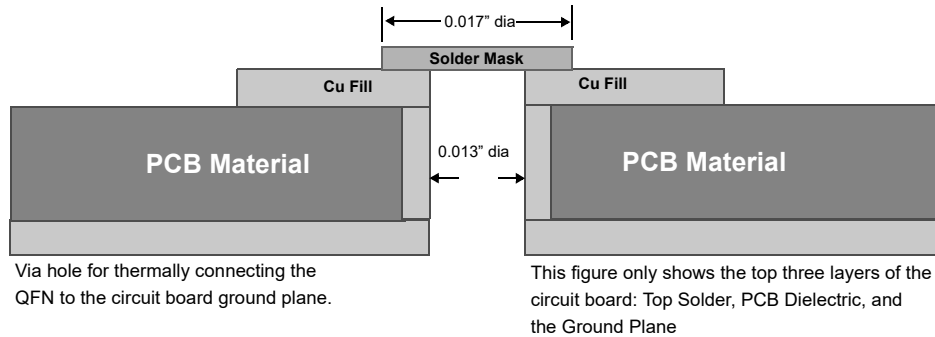 0.017” dia
Solder Mask
Cu Fill
Cu Fill
PCB Material
0.013” dia
PCB Material
Via hole for thermally connecting the
QFN to the circuit board ground plane.
This figure only shows the top three layers of the
circuit board: Top Solder, PCB Dielectric, and
the Ground Plane